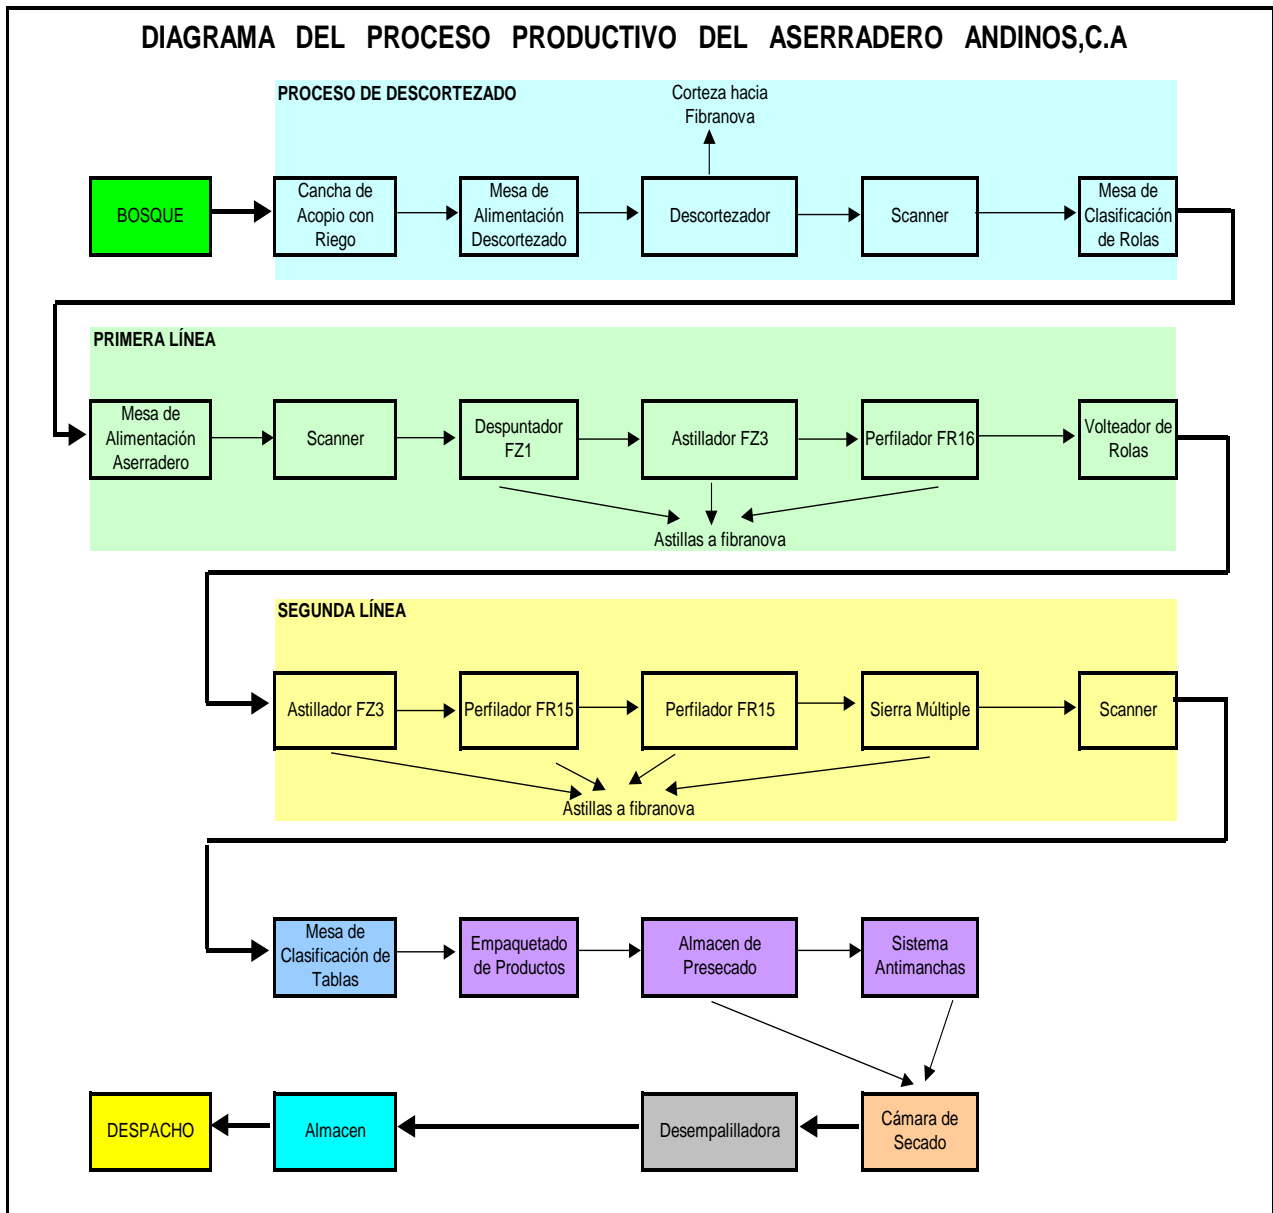 DIAGRAMA DEL PROCESO PRODUCTIVO DEL ASERRADERO ANDINOS,C.A
PROCESO DE DESCORTEZADO
Corteza hacia
Fibranova
BOSQUE
Cancha de
Acopio con
Riego
Mesa de
Alimentación
Descortezado
Descortezador
Scanner
Mesa de
Clasificación
de Rolas
PRIMERA LÍNEA
Mesa de
Alimentación
Aserradero
Scanner
Despuntador
FZ1
Astillador FZ3
Perfilador FR16
Volteador de
Rolas
Astillas a fibranova
SEGUNDA LÍNEA
Astillador FZ3
Perfilador FR15
Perfilador FR15
Sierra Múltiple
Scanner
Astillas a fibranova
Mesa de
Clasificación de
Tablas
Empaquetado
de Productos
Almacen de
Presecado
Sistema
Antimanchas
DESPACHO
Almacen
Desempalilladora
Cámara de
Secado